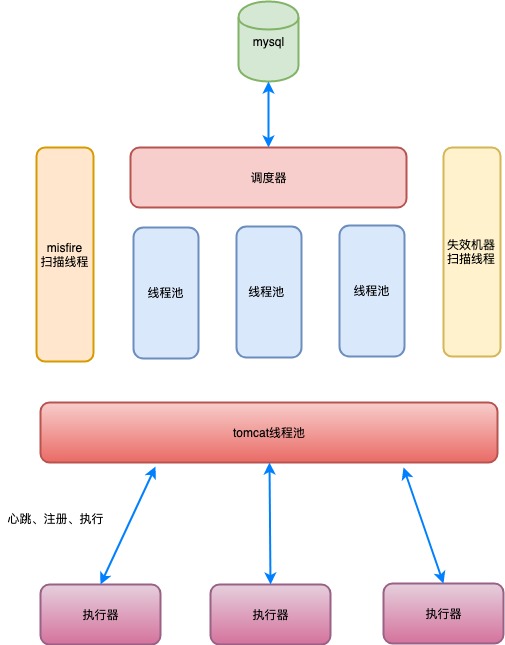 mysql
调度器
misfire
扫描线程
线程池
线程池
线程池
失效机器
扫描线程
tomcat线程池
心跳、注册、执行
执行器
执行器
执行器